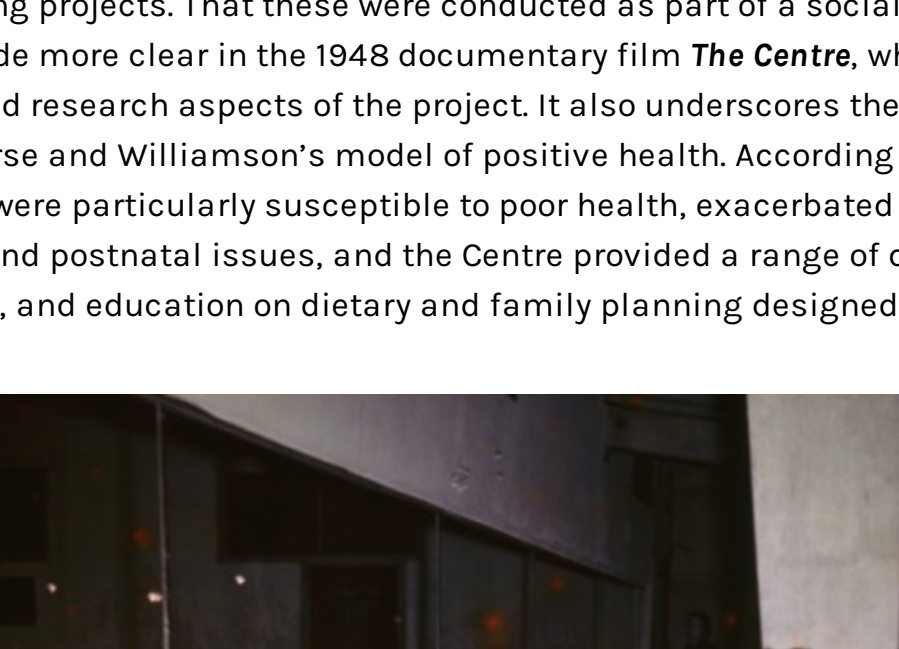 ng projects. That these were conducted as part of a social
de more clear in the 1948 documentary film The Centre, wh
d research aspects of the project. It also underscores the
rse and Williamson’s model of positive health. According
were particularly susceptible to poor health, exacerbated
nd postnatal issues, and the Centre provided a range of c
, and education on dietary and family planning designed